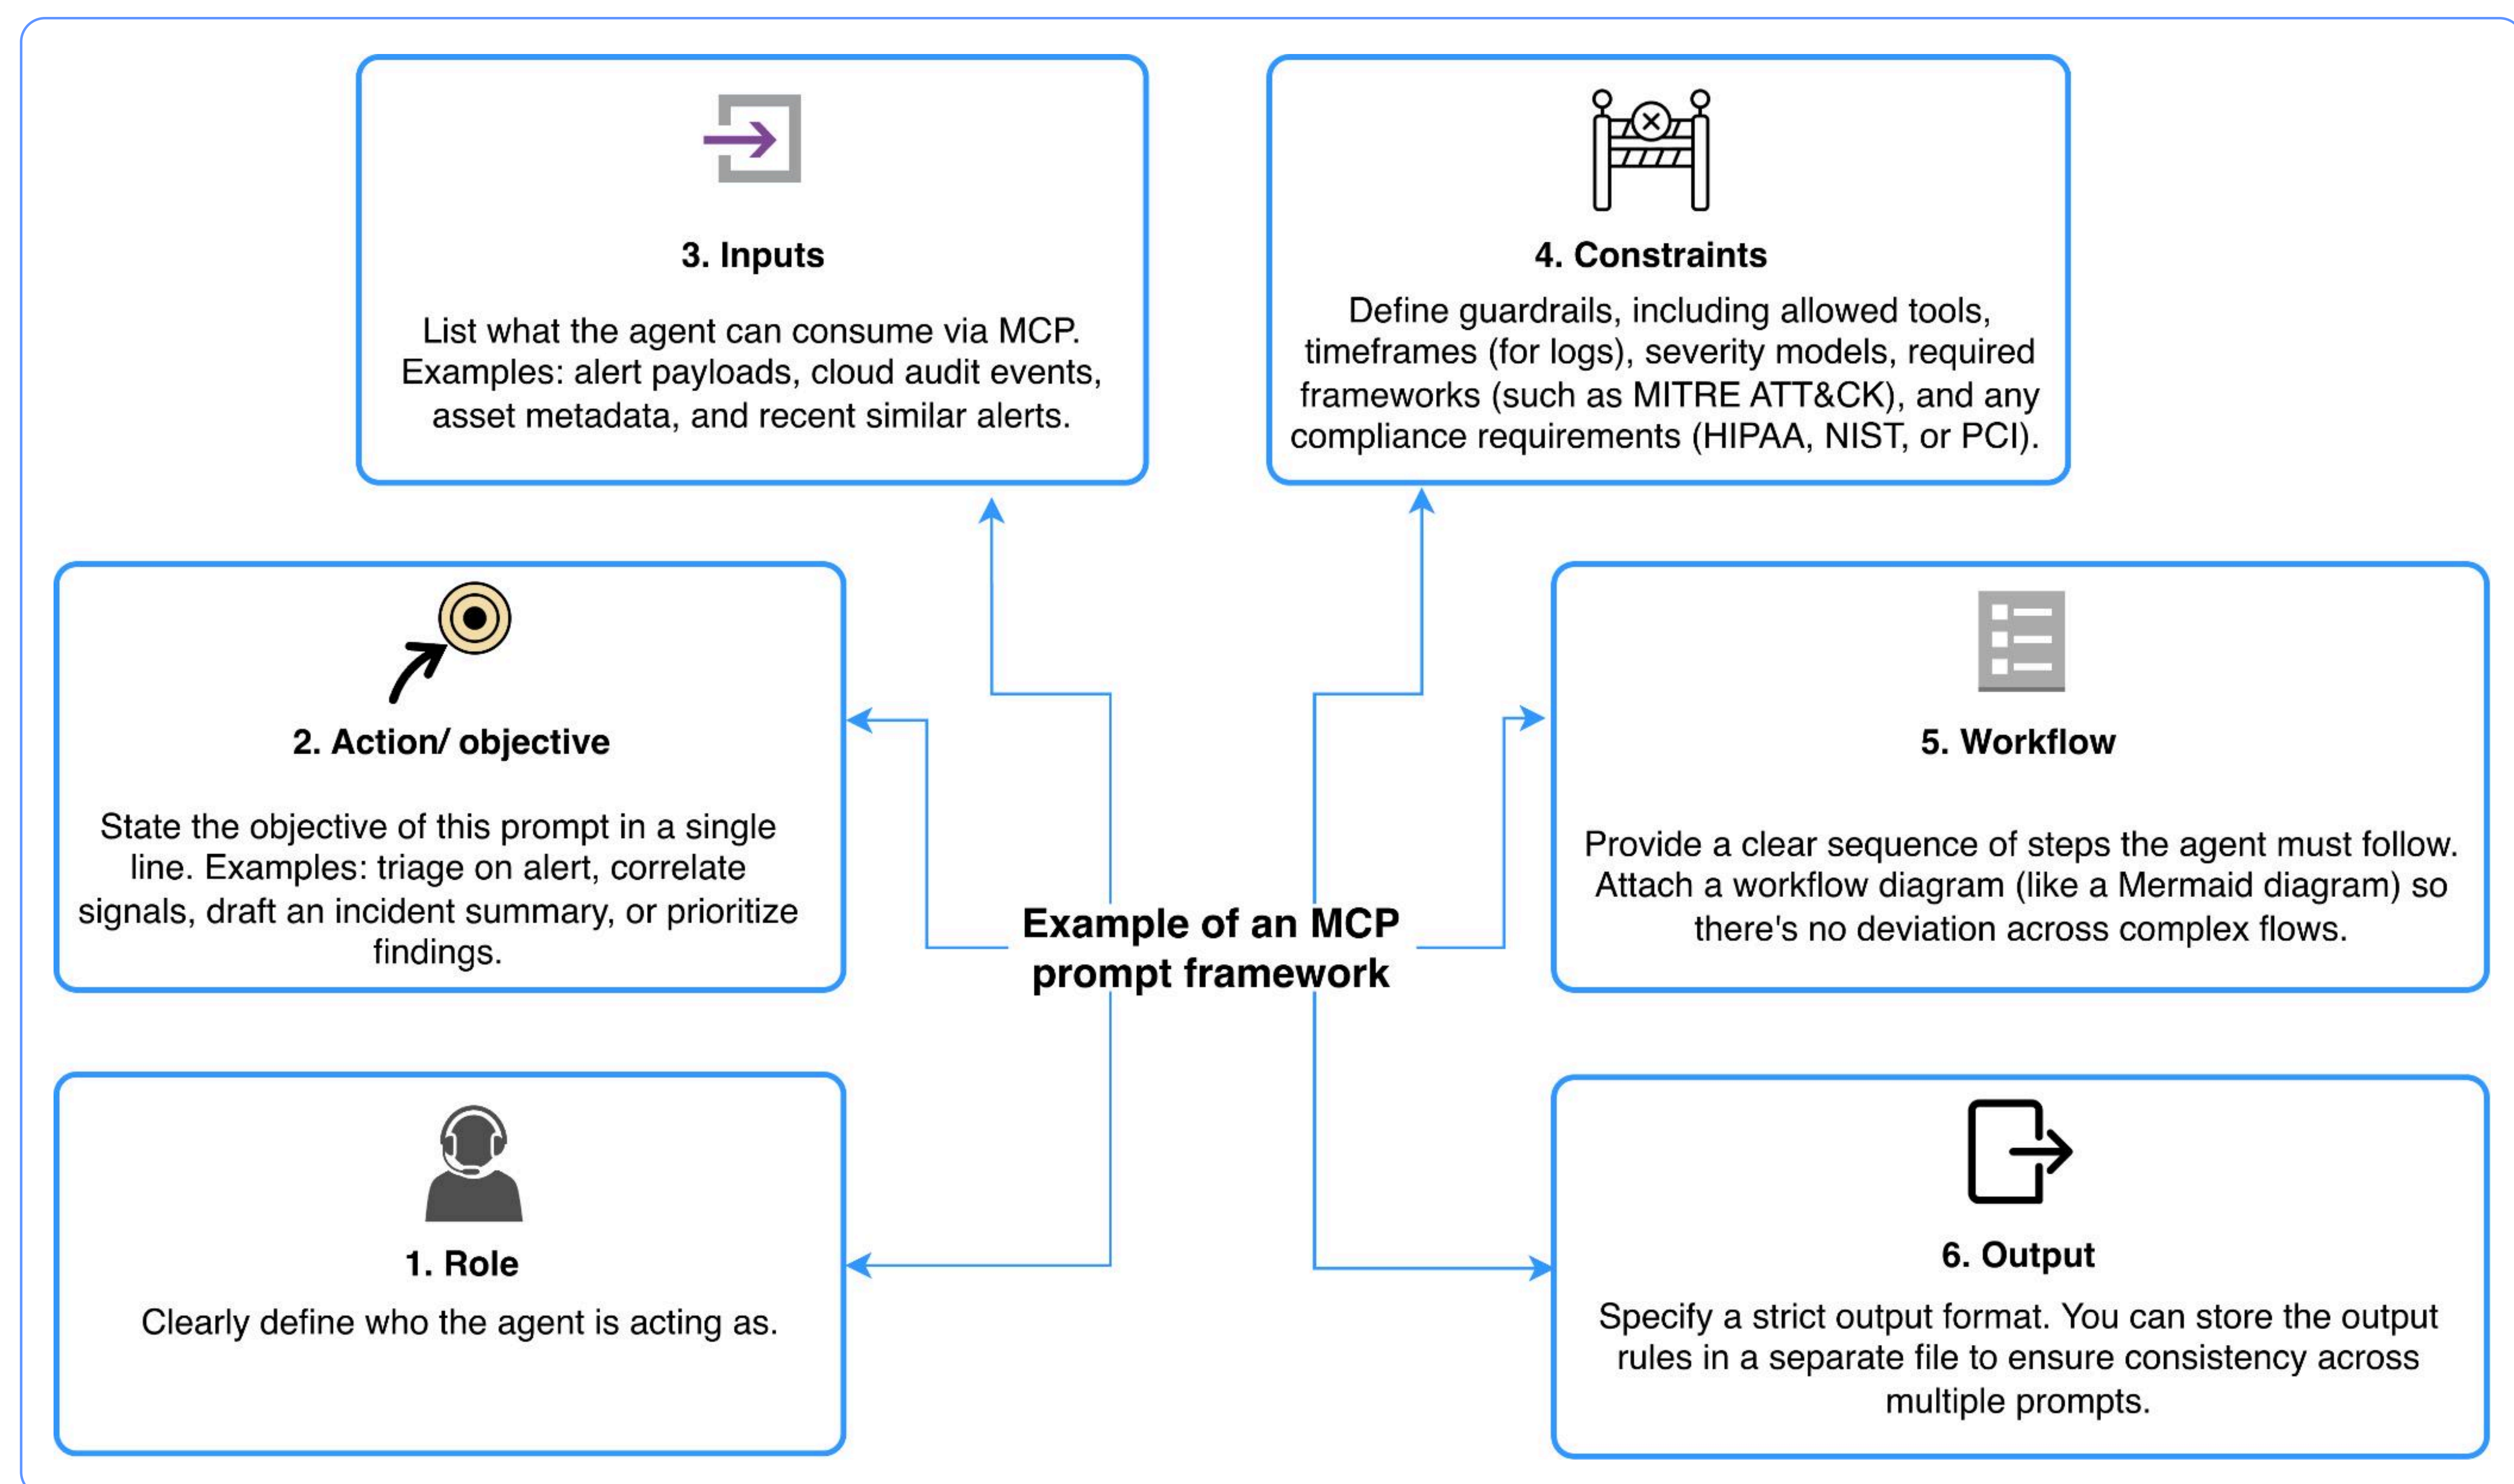 3. Inputs
List what the agent can consume via MCP.
Examples: alert payloads, cloud audit events,
asset metadata, and recent similar alerts.
4. Constraints
Define guardrails, including allowed tools,
timeframes (for logs), severity models, required
frameworks (such as MITRE ATT&CK), and any
compliance requirements (HIPAA, NIST, or PCI).
2. Action/ objective
State the objective of this prompt in a single
line. Examples: triage on alert, correlate
signals, draft an incident summary, or prioritize
findings.
5. Workflow
Provide a clear sequence of steps the agent must follow.
Attach a workflow diagram (like a Mermaid diagram) so
there's no deviation across complex flows.
Example of an MCP
prompt framework
1. Role
Clearly define who the agent is acting as.
6. Output
Specify a strict output format. You can store the output
rules in a separate file to ensure consistency across
multiple prompts.